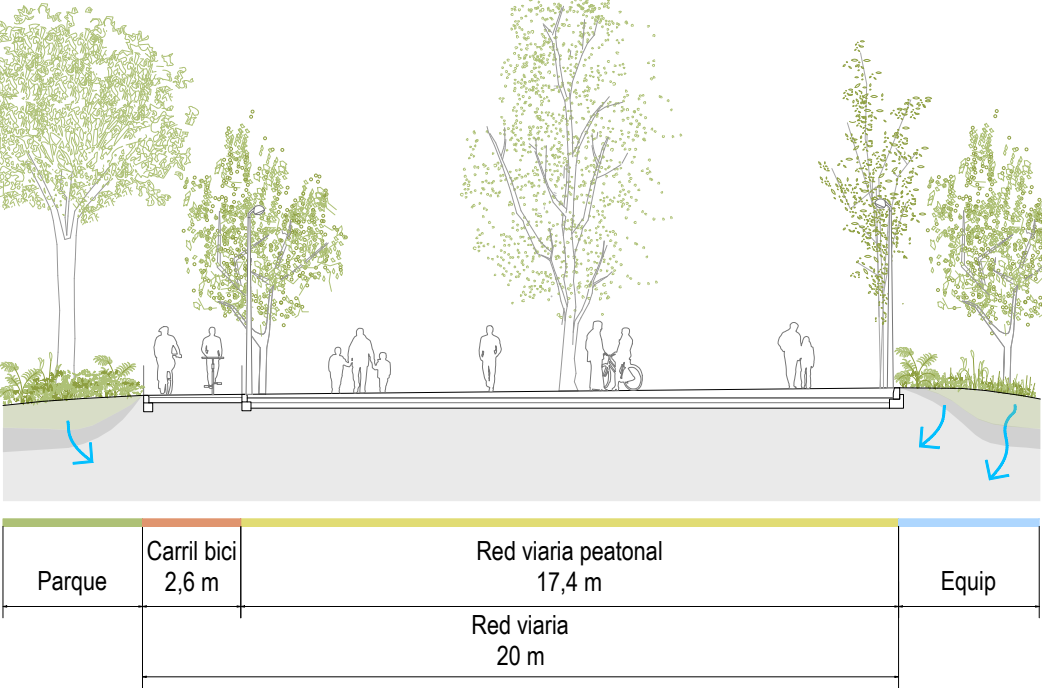 Parque
Carril bici
2,6 m
Red viaria peatonal
17,4 m
Equip
Red viaria
20 m